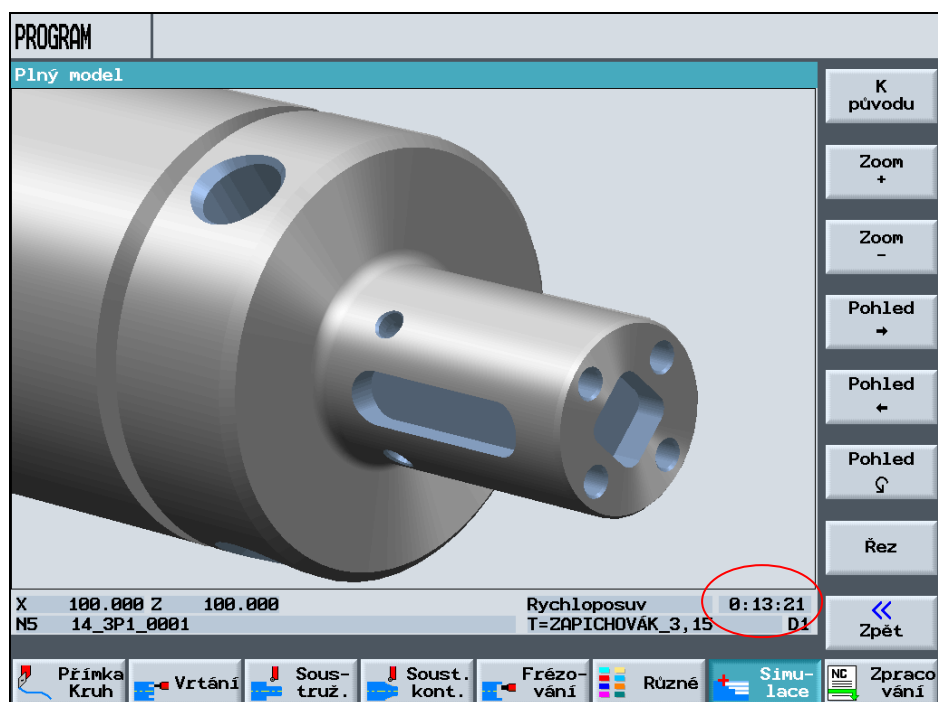 PROGRAM
Plný model
K
původu
Zoom
+
Zoom
-
Pohled
→
Pohled
←
Pohled
Řez
X 100.000 Z 100.000 Rychloposuv 0:13:21
N5 14_3P1_0001 T=ZAPICHOVÁK_3,15 D1
Zpět
Přímka
Kruh
Vrtání
Sous-
truž.
Soust.
kont.
Frézo-
vání
Různé
Simu-
lace
NC
Zpraco
vání